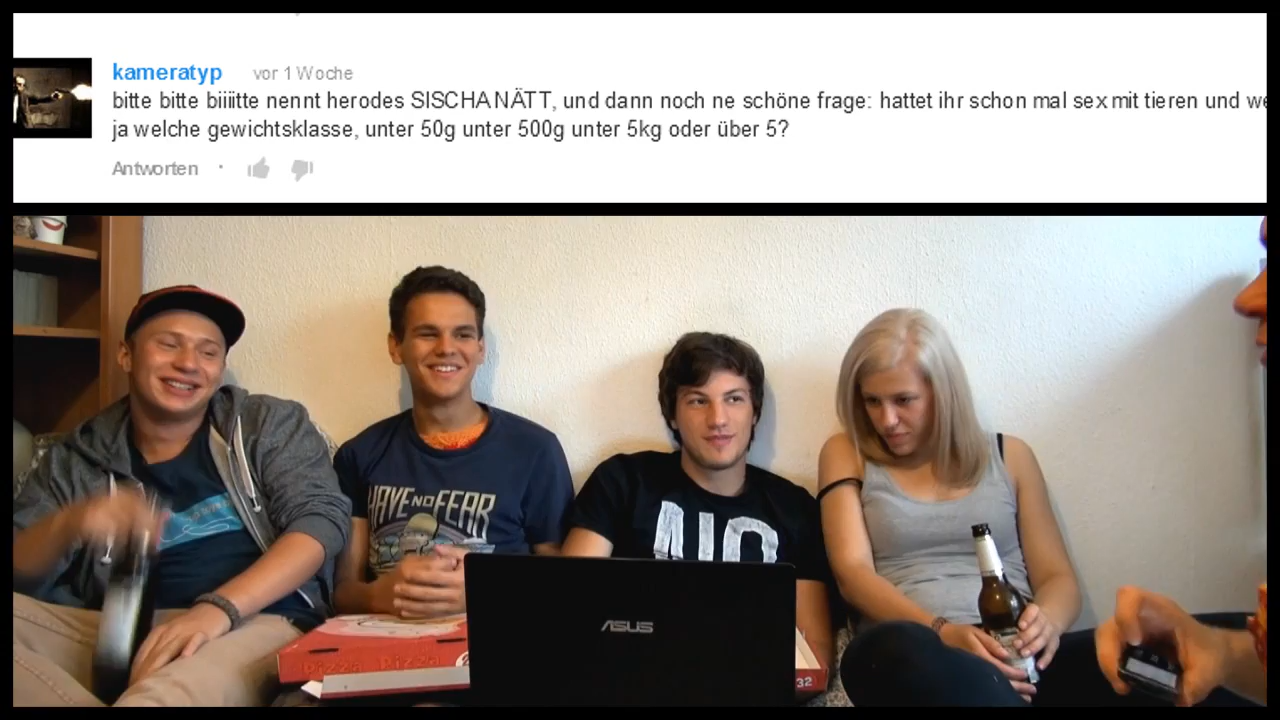 kameratyp vor 1 Woche
bitte bitte biiiitte nennt herodes SISCHANÄTT, und dann noch ne schöne frage: hattet ihr schon mal sex mit tieren und we
ja welche gewichtsklasse, unter 50g unter 500g unter 5kg oder über 5?
Antworten ·
HAVE NO FEAR
ASUS
pizza pizza
32